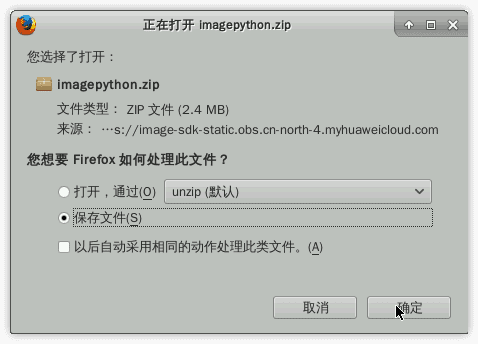 正在打开 imagepython.zip
您选择了打开：
imagepython.zip
文件类型： ZIP 文件 (2.4 MB)
来源： …s://image-sdk-static.obs.cn-north-4.myhuaweicloud.com
您想要 Firefox 如何处理此文件？
打开，通过(O) unzip (默认)
保存文件(S)
以后自动采用相同的动作处理此类文件。(A)
取消 确定